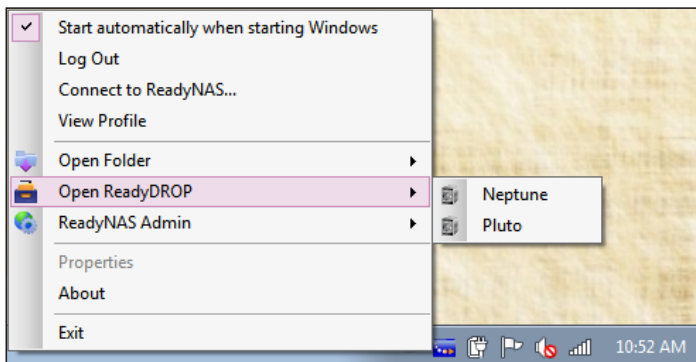 Start automatically when starting Windows
Log Out
Connect to ReadyNAS...
View Profile
Open Folder
Open ReadyDROP
Neptune
ReadyNAS Admin
Pluto
Properties
About
Exit
10:52 AM